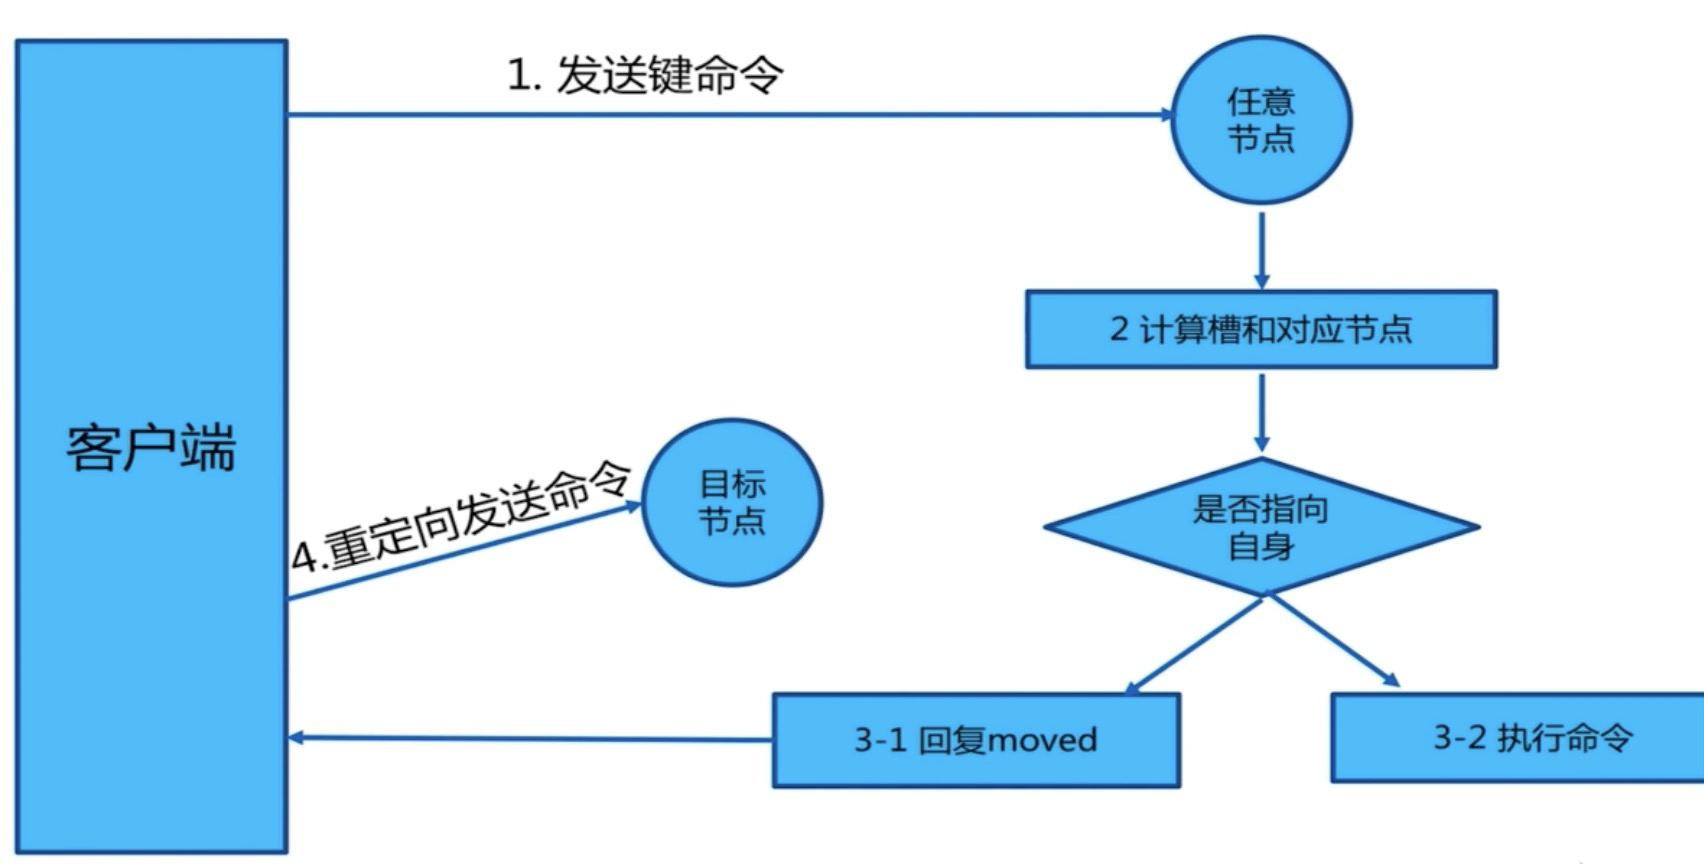 1. 发送键命令
任意
节点
2 计算槽和对应节点
客户端
4.重定向发送命令
目标
节点
是否指向
自身
3-1 回复moved
3-2 执行命令